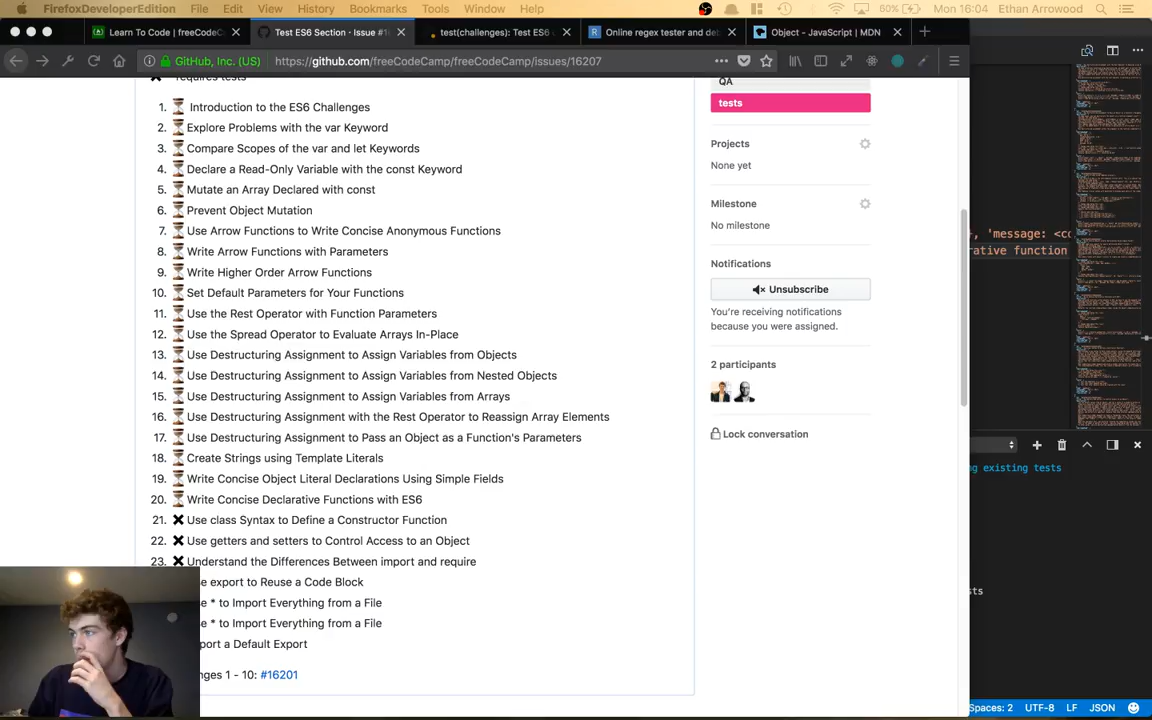 FirefoxDeveloperEdition File Edit View History Bookmarks Tools Window Help 60% Mon 16:04 Ethan Arrowood
Learn To Code | freeCodeC
Test ES6 Section · Issue #1
test(challenges): Test ES6
Online regex tester and de
Object - JavaScript | MDN
GitHub, Inc. (US) https://github.com/freeCodeCamp/freeCodeCamp/issues/16207
requires tests
1. Introduction to the ES6 Challenges
2. Explore Problems with the var Keyword
3. Compare Scopes of the var and let Keywords
4. Declare a Read-Only Variable with the const Keyword
5. Mutate an Array Declared with const
6. Prevent Object Mutation
7. Use Arrow Functions to Write Concise Anonymous Functions
8. Write Arrow Functions with Parameters
9. Write Higher Order Arrow Functions
10. Set Default Parameters for Your Functions
11. Use the Rest Operator with Function Parameters
12. Use the Spread Operator to Evaluate Arrays In-Place
13. Use Destructuring Assignment to Assign Variables from Objects
14. Use Destructuring Assignment to Assign Variables from Nested Objects
15. Use Destructuring Assignment to Assign Variables from Arrays
16. Use Destructuring Assignment with the Rest Operator to Reassign Array Elements
17. Use Destructuring Assignment to Pass an Object as a Function's Parameters
18. Create Strings using Template Literals
19. Write Concise Object Literal Declarations Using Simple Fields
20. Write Concise Declarative Functions with ES6
21. Use class Syntax to Define a Constructor Function
22. Use getters and setters to Control Access to an Object
23. Understand the Differences Between import and require
e export to Reuse a Code Block
e * to Import Everything from a File
e * to Import Everything from a File
port a Default Export
nges 1 - 10: #16201
QA
tests
Projects
None yet
Milestone
No milestone
Notifications
Unsubscribe
You're receiving notifications
because you were assigned.
2 participants
Lock conversation
}, 'message: <co
rative function
ng existing tests
sts
Spaces: 2 UTF-8 LF JSON